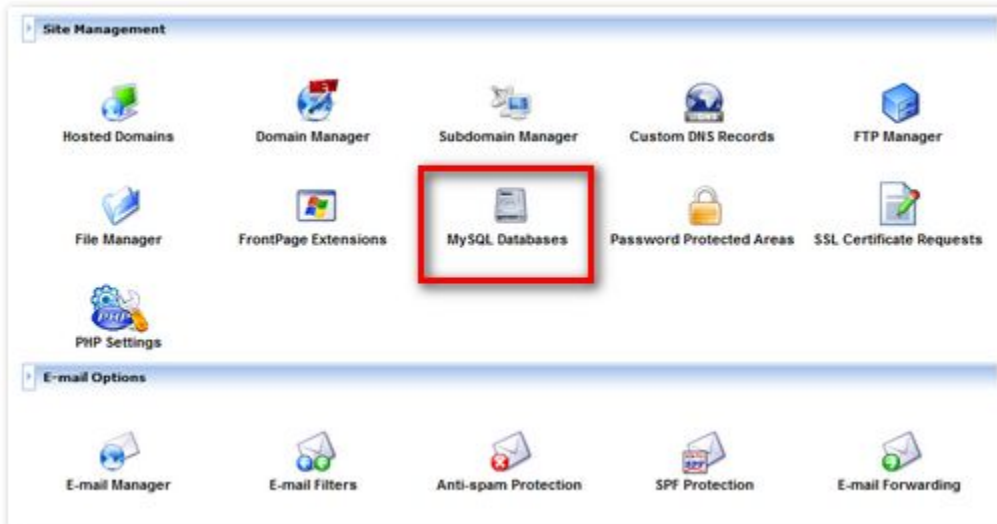 Site Management
Hosted Domains
Domain Manager
Subdomain Manager
Custom DNS Records
FTP Manager
File Manager
FrontPage Extensions
MySQL Databases
Password Protected Areas
SSL Certificate Requests
PHP
PHP Settings
E-mail Options
E-mail Manager
E-mail Filters
Anti-spam Protection
SPF
SPF Protection
E-mail Forwarding